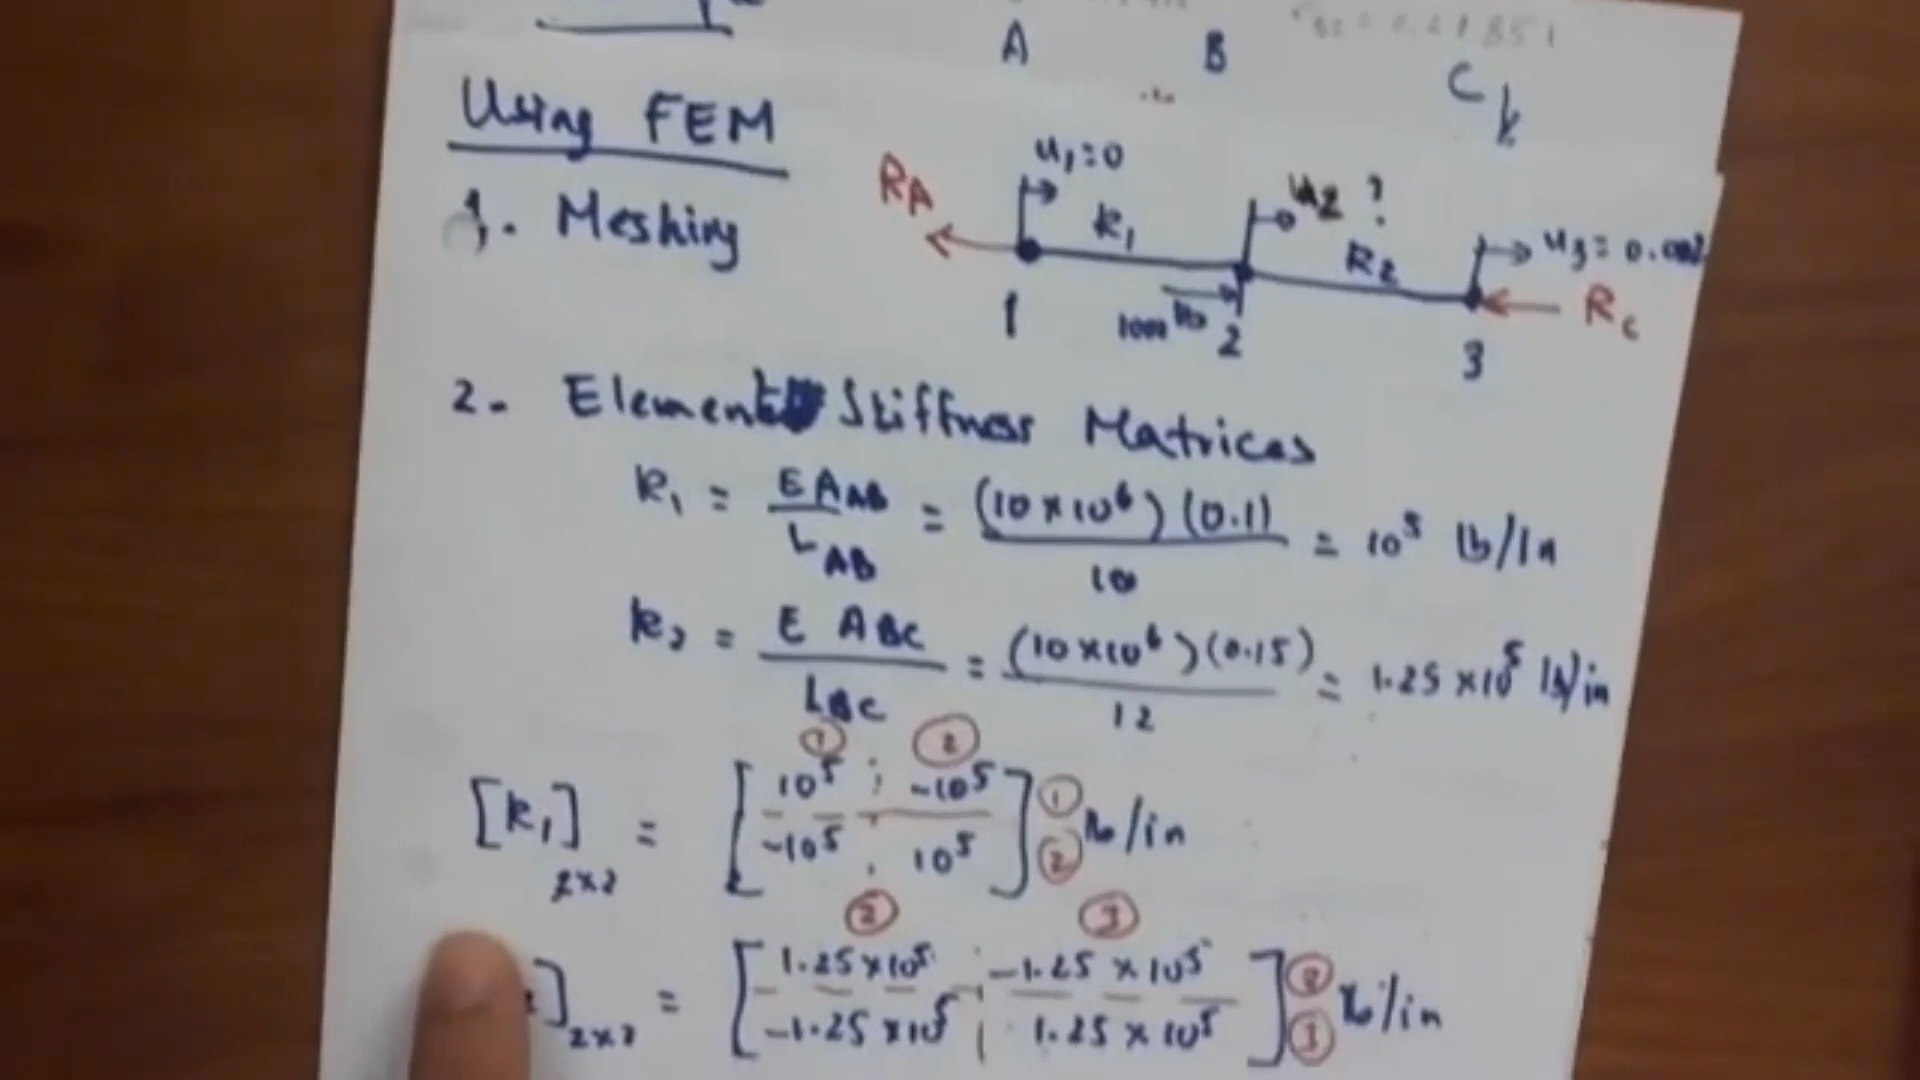 A B C
Using FEM
u1=0
RA
k1
u2 ?
k2
u3 = 0.002
Rc
1. Meshing
1 1000 lb 2 3
2. Element Stiffness Matrices
k1 = E AAB / LAB = (10 × 10^6) (0.1) / 10 = 10^5 lb/in
k2 = E ABC / LBC = (10×10^6) (0.15) / 12 = 1.25 × 10^5 lb/in
① ②
[k1]2×2 = [ 10^5 -10^5 ] ① lb/in
-10^5 10^5 ②
② ③
]2×2 = [ 1.25 × 10^5 -1.25 × 10^5 ] ② lb/in
-1.25 × 10^5 1.25 × 10^5 ③